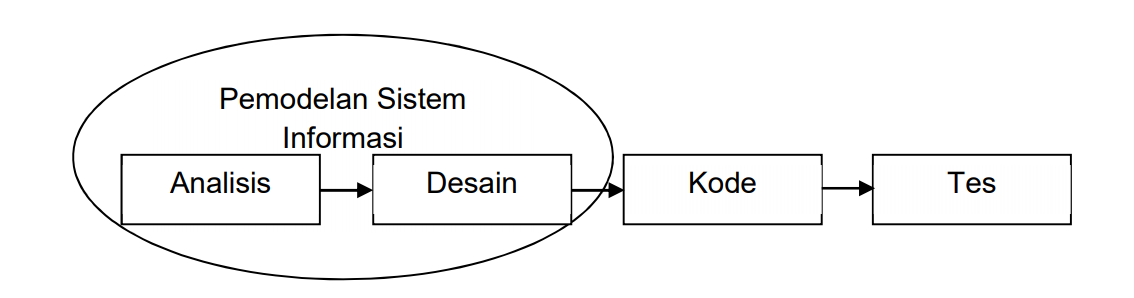 Pemodelan Sistem
Informasi
Analisis
Desain
Kode
Tes